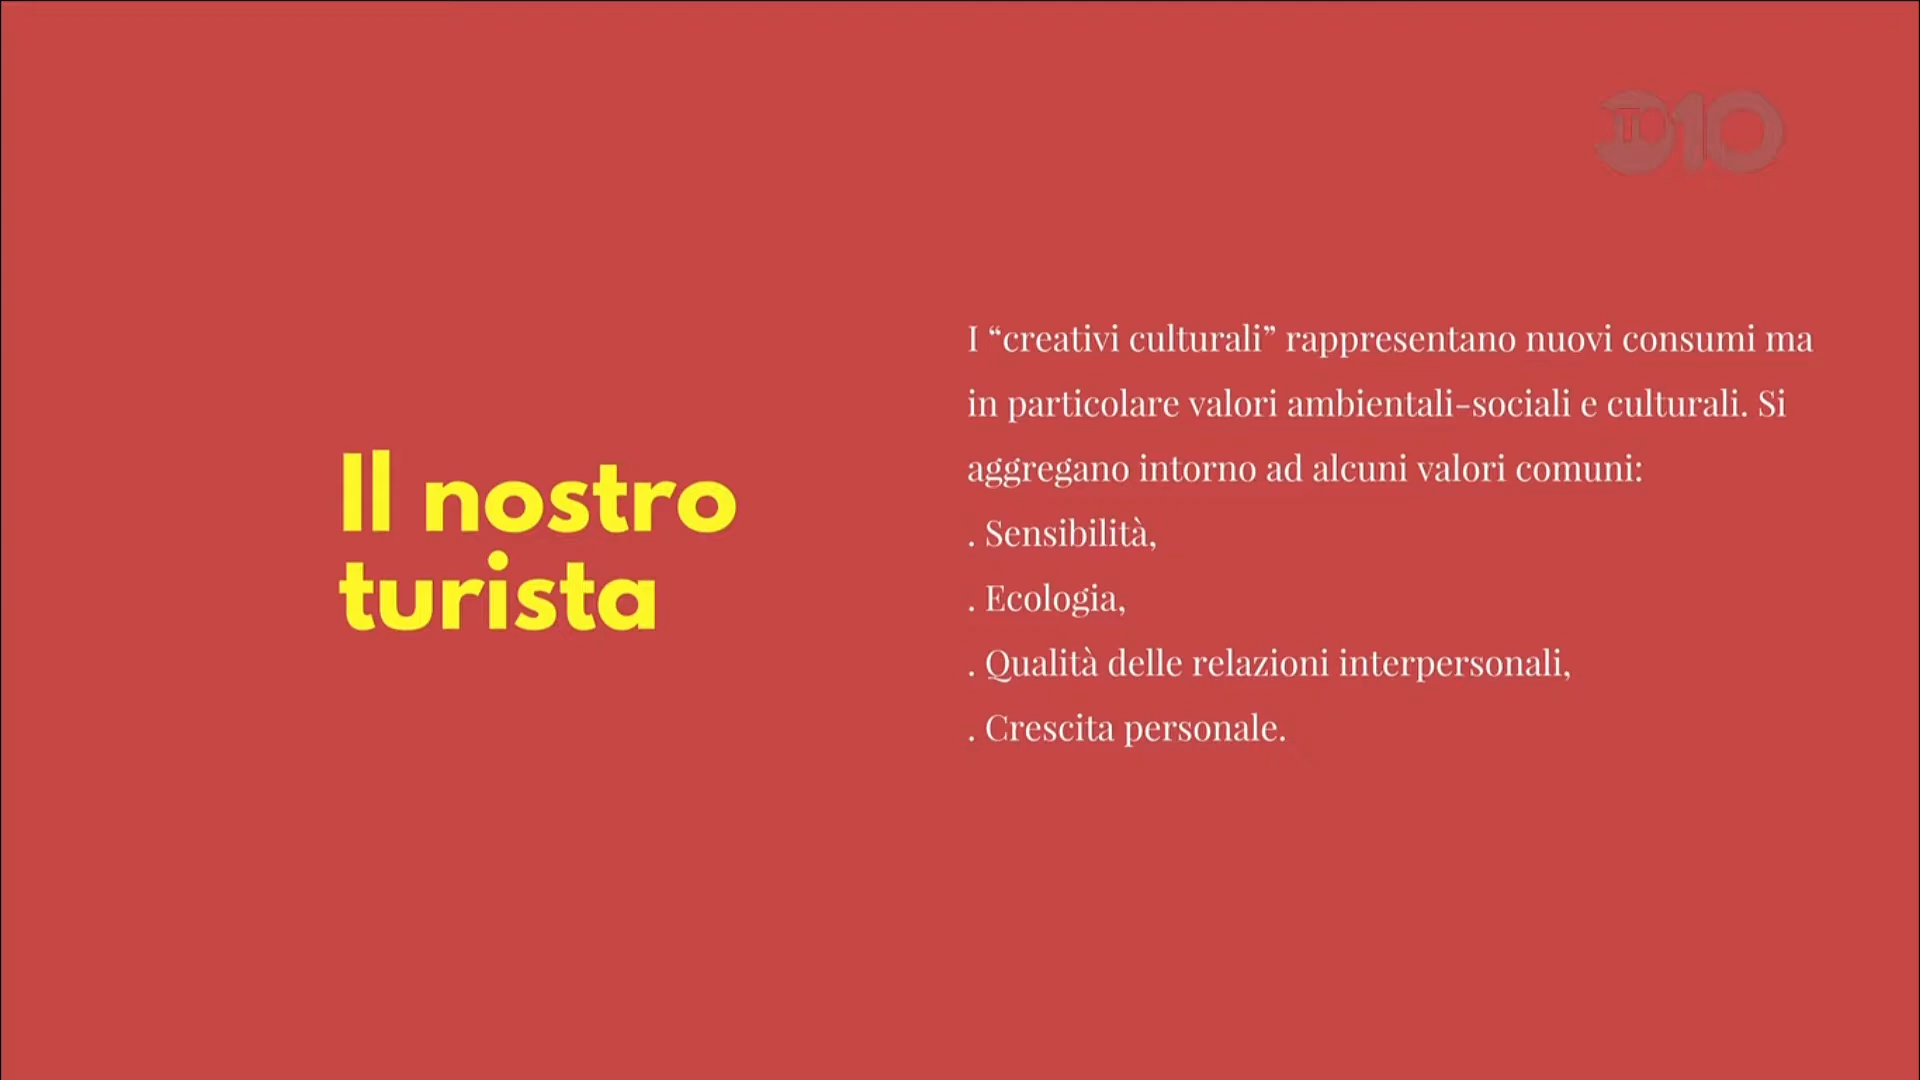 Il nostro
turista
I “creativi culturali” rappresentano nuovi consumi ma
in particolare valori ambientali-sociali e culturali. Si
aggregano intorno ad alcuni valori comuni:
. Sensibilità,
. Ecologia,
. Qualità delle relazioni interpersonali,
. Crescita personale.